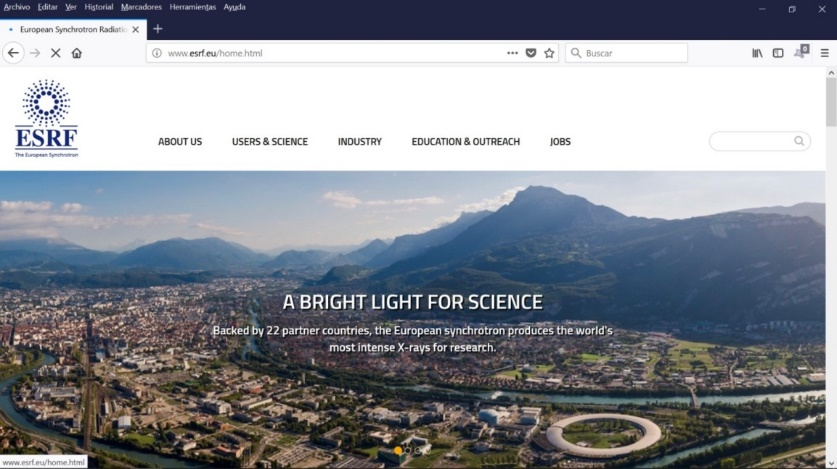 Archivo Editar Ver Historial Marcadores Herramientas Ayuda
European Synchrotron Radiatio
www.esrf.eu/home.html
Buscar
0
ESRF
The European Synchrotron
ABOUT US USERS & SCIENCE INDUSTRY EDUCATION & OUTREACH JOBS
A BRIGHT LIGHT FOR SCIENCE
Backed by 22 partner countries, the European synchrotron produces the world's
most intense X-rays for research.
www.esrf.eu/home.html